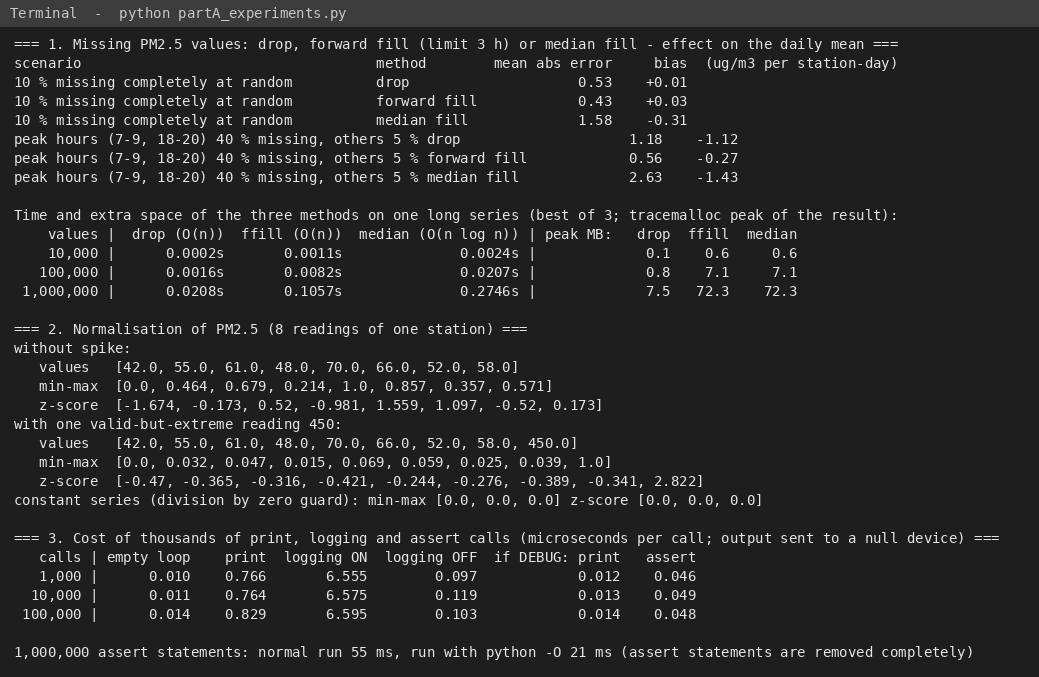 Terminal  -  python partA_experiments.py
=== 1. Missing PM2.5 values: drop, forward fill (limit 3 h) or median fill - effect on the daily mean ===
scenario                                   method        mean abs error     bias  (ug/m3 per station-day)
10 % missing completely at random          drop                    0.53    +0.01
10 % missing completely at random          forward fill            0.43    +0.03
10 % missing completely at random          median fill             1.58    -0.31
peak hours (7-9, 18-20) 40 % missing, others 5 % drop                    1.18    -1.12
peak hours (7-9, 18-20) 40 % missing, others 5 % forward fill            0.56    -0.27
peak hours (7-9, 18-20) 40 % missing, others 5 % median fill             2.63    -1.43
Time and extra space of the three methods on one long series (best of 3; tracemalloc peak of the result):
    values |  drop (O(n))  ffill (O(n))  median (O(n log n)) | peak MB:   drop  ffill  median
    10,000 |      0.0002s       0.0011s              0.0024s |             0.1    0.6     0.6
   100,000 |      0.0016s       0.0082s              0.0207s |             0.8    7.1     7.1
 1,000,000 |      0.0208s       0.1057s              0.2746s |             7.5   72.3    72.3
=== 2. Normalisation of PM2.5 (8 readings of one station) ===
without spike:
   values   [42.0, 55.0, 61.0, 48.0, 70.0, 66.0, 52.0, 58.0]
   min-max  [0.0, 0.464, 0.679, 0.214, 1.0, 0.857, 0.357, 0.571]
   z-score  [-1.674, -0.173, 0.52, -0.981, 1.559, 1.097, -0.52, 0.173]
with one valid-but-extreme reading 450:
   values   [42.0, 55.0, 61.0, 48.0, 70.0, 66.0, 52.0, 58.0, 450.0]
   min-max  [0.0, 0.032, 0.047, 0.015, 0.069, 0.059, 0.025, 0.039, 1.0]
   z-score  [-0.47, -0.365, -0.316, -0.421, -0.244, -0.276, -0.389, -0.341, 2.822]
constant series (division by zero guard): min-max [0.0, 0.0, 0.0] z-score [0.0, 0.0, 0.0]
=== 3. Cost of thousands of print, logging and assert calls (microseconds per call; output sent to a null device) ===
   calls | empty loop    print  logging ON  logging OFF  if DEBUG: print   assert
   1,000 |      0.010    0.766       6.555        0.097            0.012    0.046
  10,000 |      0.011    0.764       6.575        0.119            0.013    0.049
 100,000 |      0.014    0.829       6.595        0.103            0.014    0.048
1,000,000 assert statements: normal run 55 ms, run with python -O 21 ms (assert statements are removed completely)